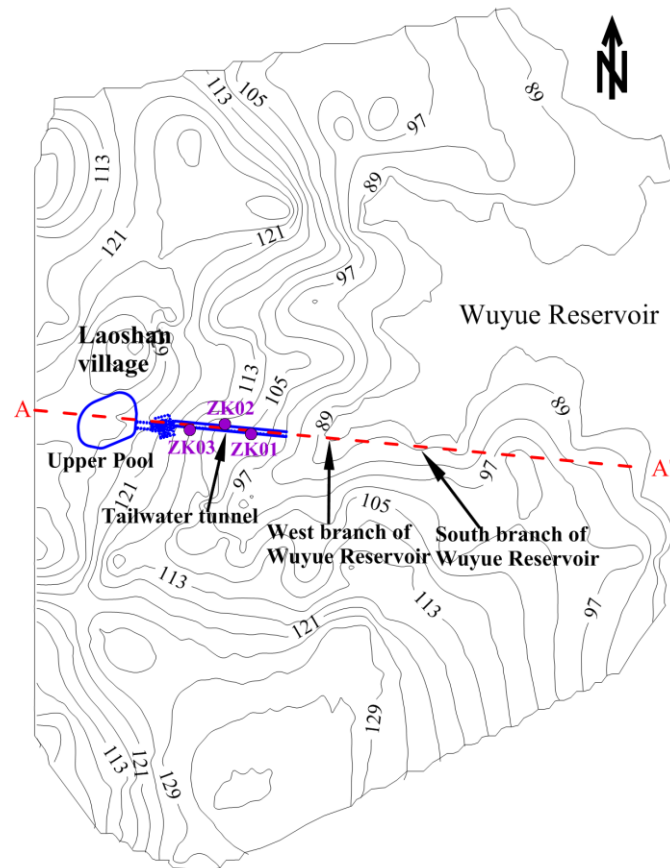 113
105
89
97
N
113
89
121
121
97
Wuyue Reservoir
Laoshan
village
129
113
105
A
ZK02
89
ZK03
ZK01
A
Upper Pool
121
97
97
Tailwater tunnel
105
West branch of
Wuyue Reservoir
South branch of
Wuyue Reservoir
113
113
97
121
129
113
121
129